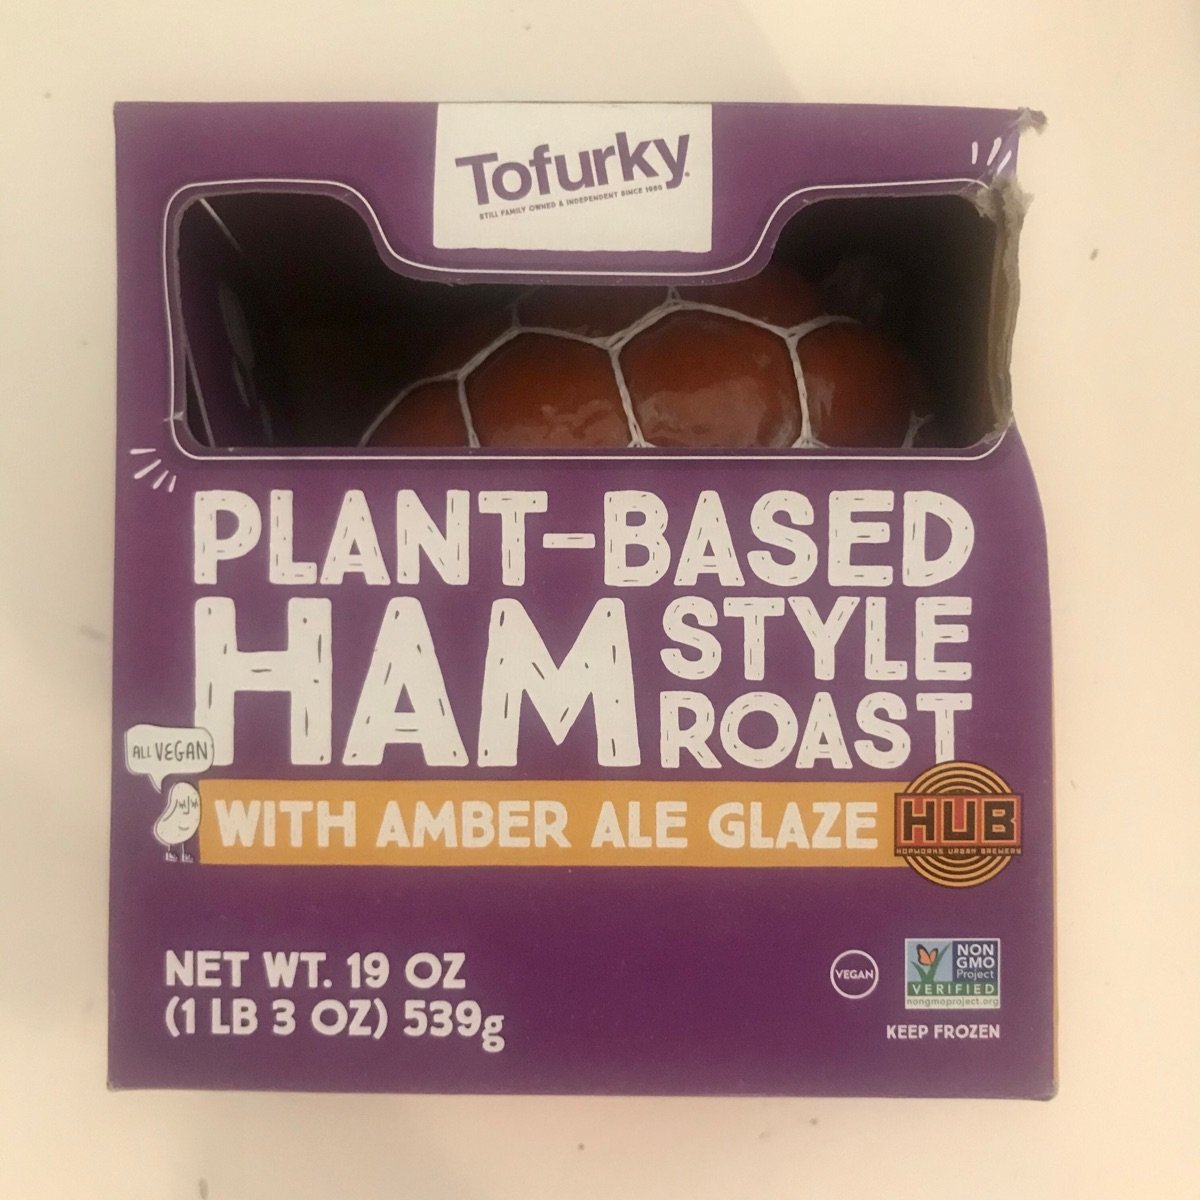 Tofurky
STILL FAMILY OWNED & INDEPENDENT SINCE 1980
PLANT-BASED
HAM STYLE
ROAST
ALL VEGAN
WITH AMBER ALE GLAZE
HUB
HOPWORKS URBAN BREWERY
NET WT. 19 OZ
(1 LB 3 OZ) 539g
VEGAN
NON
GMO
Project
VERIFIED
nongmoproject.org
KEEP FROZEN